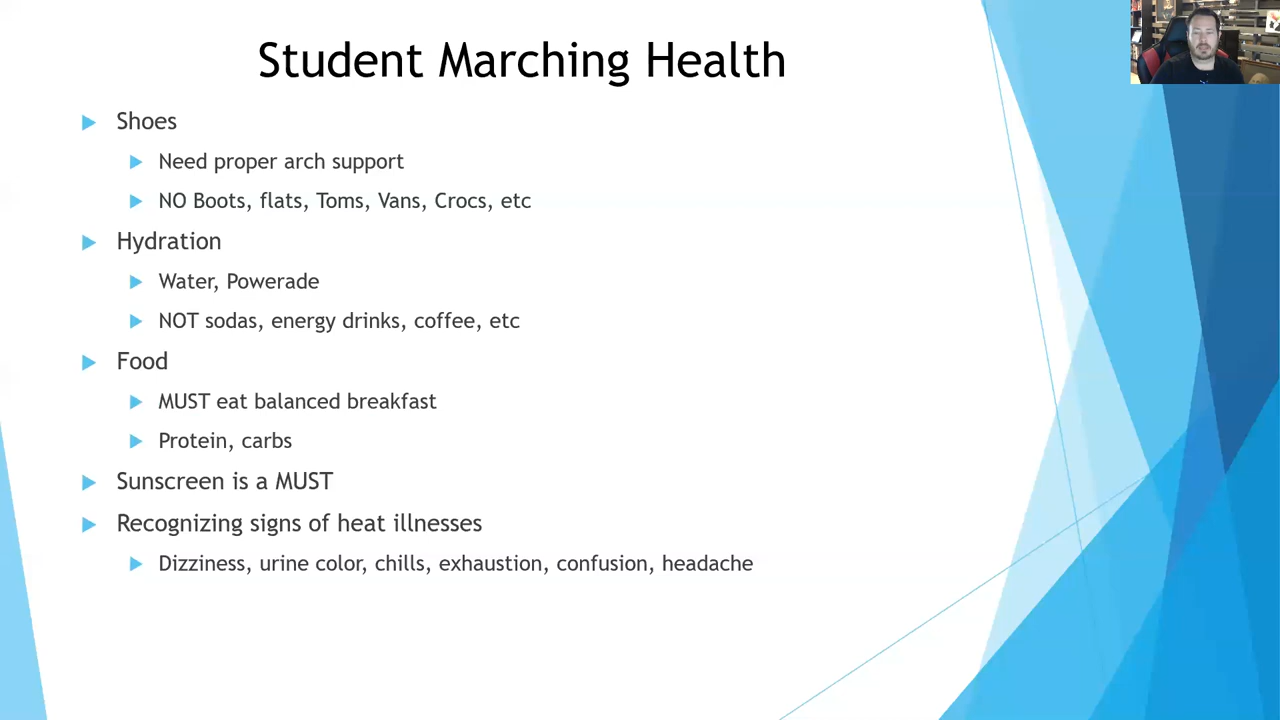 Student Marching Health
Shoes
Need proper arch support
NO Boots, flats, Toms, Vans, Crocs, etc
Hydration
Water, Powerade
NOT sodas, energy drinks, coffee, etc
Food
MUST eat balanced breakfast
Protein, carbs
Sunscreen is a MUST
Recognizing signs of heat illnesses
Dizziness, urine color, chills, exhaustion, confusion, headache